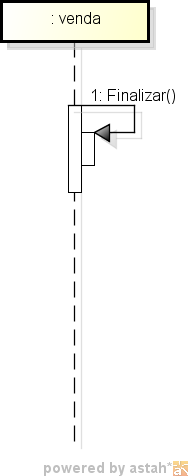 : venda
1: Finalizar()
powered by astah*